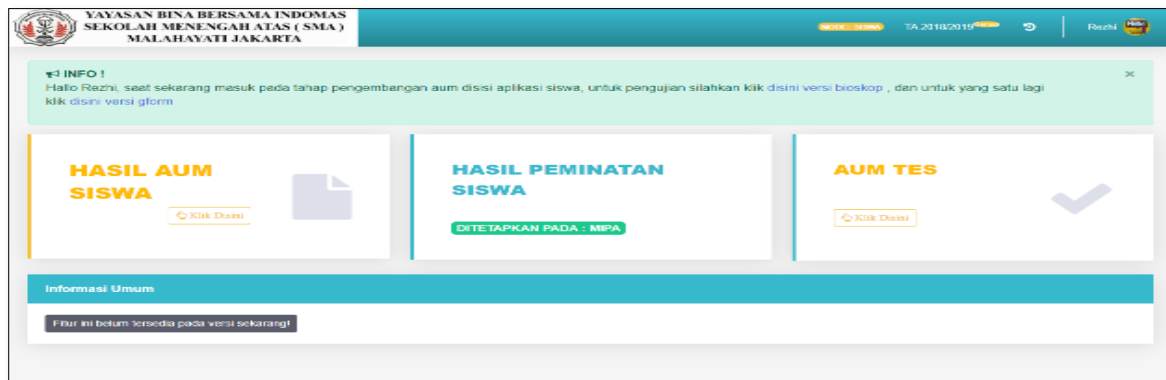 YAYASAN BINA BERSAMA INDOMAS
SEKOLAH MENENGAH ATAS ( SMA )
MALAHAYATI JAKARTA
MODE : SISWA
TA.2018/2019
Rezhi
INFO !
Hallo Rezhi, saat sekarang masuk pada tahap pengembangan aum disisi aplikasi siswa, untuk pengujian silahkan klik disini versi bioskop , dan untuk yang satu lagi
klik disini versi gform
HASIL AUM
SISWA
Klik Disini
HASIL PEMINATAN
SISWA
DITETAPKAN PADA : MIPA
AUM TES
Klik Disini
Informasi Umum
Fitur ini belum tersedia pada versi sekarang!